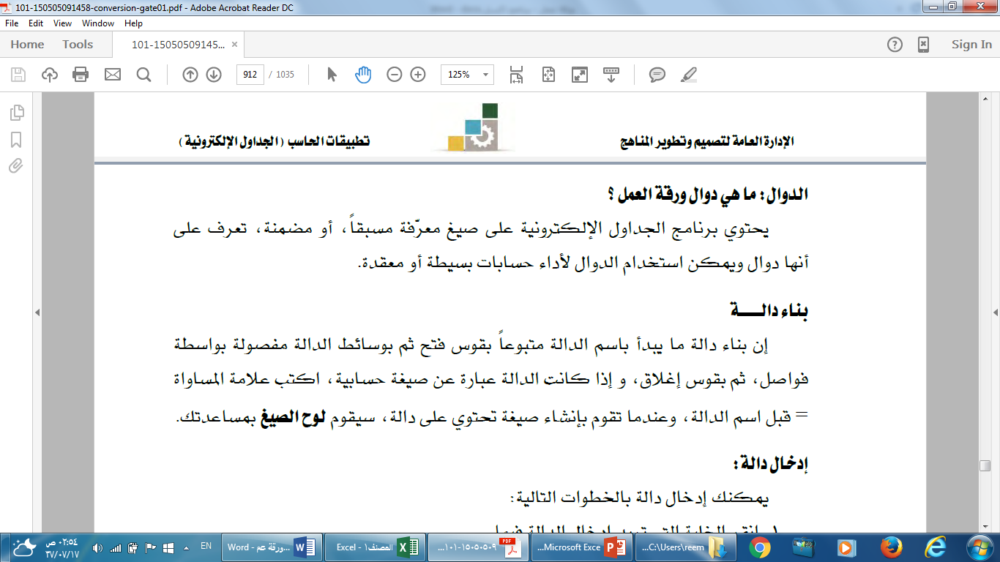 101-150505091458-conversion-gate01.pdf - Adobe Acrobat Reader DC
File Edit View Window Help
Home Tools 101-15050509145... × Sign In
912 / 1035 125%
الإدارة العامة لتصميم وتطوير المناهج تطبيقات الحاسب ( الجداول الإلكترونية )
الدوال : ما هي دوال ورقة العمل ؟
يحتوي برنامج الجداول الإلكترونية على صيغ معرّفة مسبقاً، أو مضمنة، تعرف على
أنها دوال ويمكن استخدام الدوال لأداء حسابات بسيطة أو معقدة.
بناء دالـــــة
إن بناء دالة ما يبدأ باسم الدالة متبوعاً بقوس فتح ثم بوسائط الدالة مفصولة بواسطة
فواصل، ثم بقوس إغلاق، و إذا كانت الدالة عبارة عن صيغة حسابية، اكتب علامة المساواة
= قبل اسم الدالة، وعندما تقوم بإنشاء صيغة تحتوي على دالة، سيقوم لوح الصيغ بمساعدتك.
إدخال دالة :
يمكنك إدخال دالة بالخطوات التالية:
٠٢:٥٤ ص EN ورقة عم - Word... المصنف١ - Excel ١٠١-١٥٠٥٠٥٠٩... Microsoft Exce... C:\Users\reem...
٣٧/٠٧/١٧